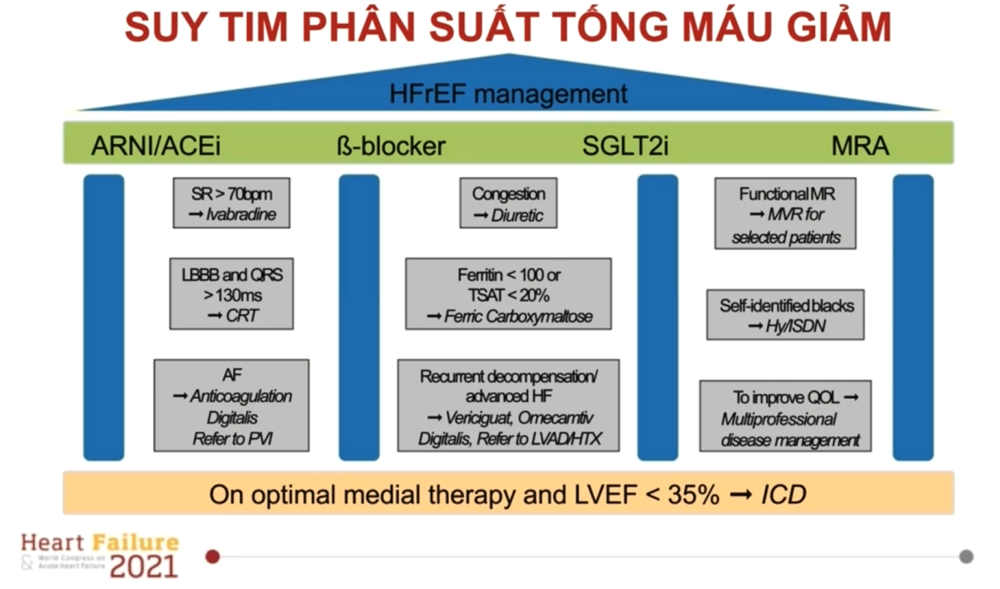 SUY TIM PHÂN SUẤT TỐNG MÁU GIẢM
HFrEF management
ARNI/ACEi
ß-blocker
SGLT2i
MRA
SR > 70bpm
→ Ivabradine
LBBB and QRS
>130ms
→ CRT
AF
→ Anticoagulation
Digitalis
Refer to PVI
Congestion
→ Diuretic
Ferritin < 100 or
TSAT < 20%
→ Ferric Carboxymaltose
Recurrent decompensation/
advanced HF
→ Vericiguat, Omecamtiv
Digitalis, Refer to LVAD/HTX
Functional MR
→ MVR for
selected patients
Self-identified blacks
→ Hy/ISDN
To improve QOL →
Multiprofessional
disease management
On optimal medial therapy and LVEF < 35% → ICD
Heart Failure
& World Congress on
Acute Heart Failure 2021